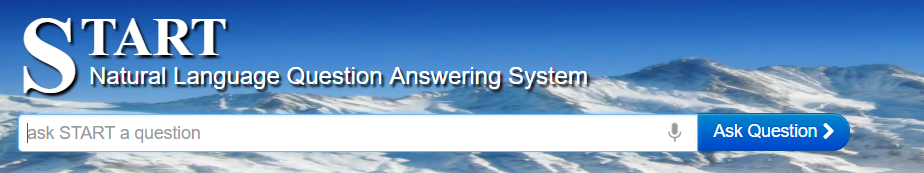 START
Natural Language Question Answering System
ask START a question
Ask Question